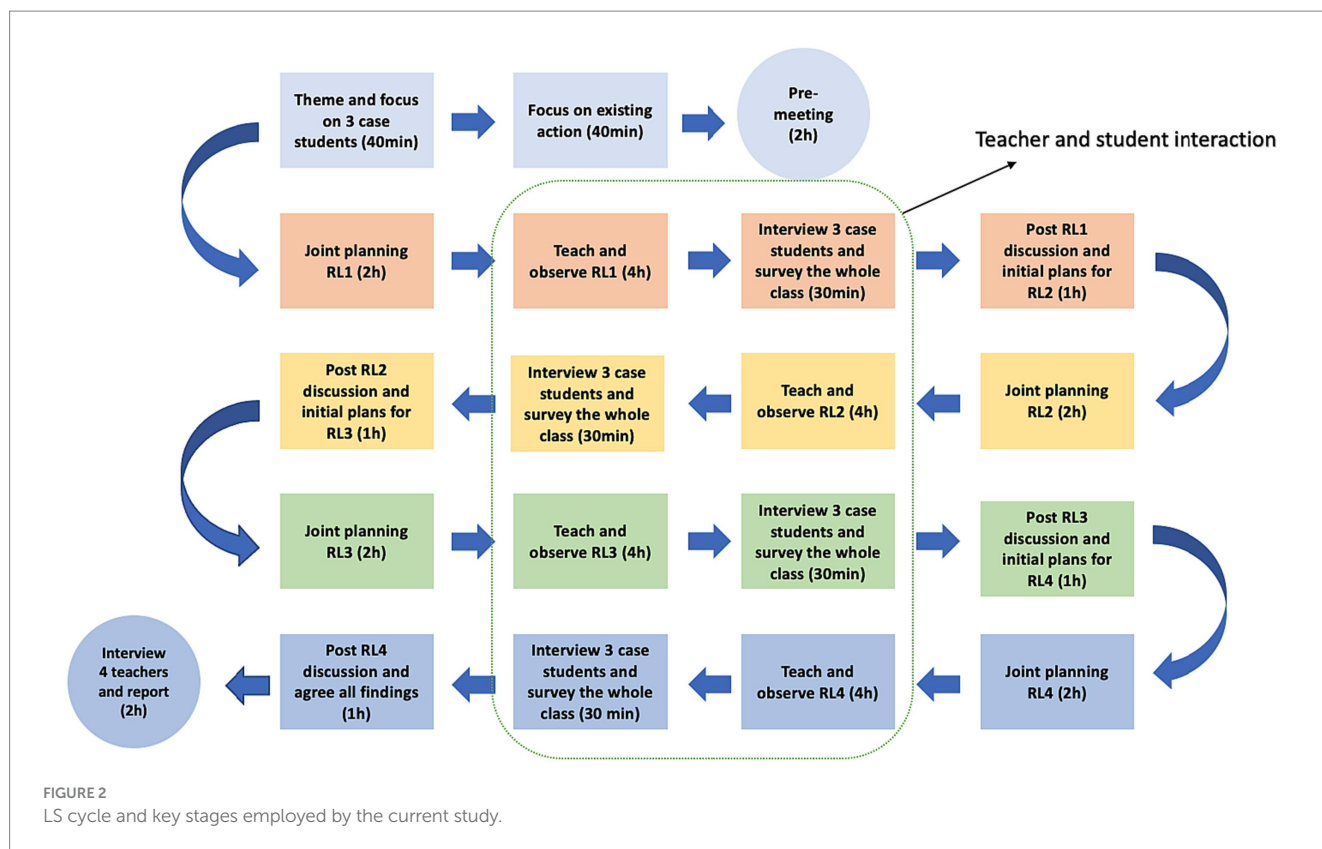 Theme and focus
on 3 case
students (40min)
Focus on existing
action (40min)
Pre-
meeting
(2h)
Teacher and student interaction
Joint planning
RL1 (2h)
Teach and
observe RL1 (4h)
Interview 3 case
students and
survey the whole
class (30min)
Post RL1
discussion and
initial plans for
RL2 (1h)
Post RL2
discussion and
initial plans for
RL3 (1h)
Interview 3 case
students and
survey the whole
class (30min)
Teach and
observe RL2 (4h)
Joint planning
RL2 (2h)
Joint planning
RL3 (2h)
Teach and
observe RL3 (4h)
Interview 3 case
students and
survey the whole
class (30min)
Post RL3
discussion and
initial plans for
RL4 (1h)
Interview
4 teachers
and report
(2h)
Post RL4
discussion and
agree all findings
(1h)
Interview 3 case
students and
survey the whole
class (30 min)
Teach and
observe RL4 (4h)
Joint planning
RL4 (2h)
FIGURE 2
LS cycle and key stages employed by the current study.